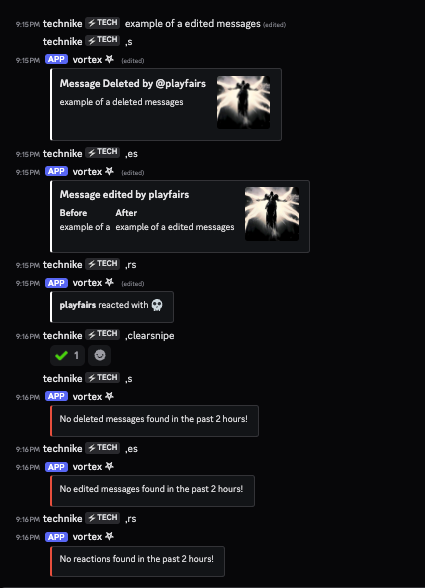 9:15 PM technike TECH example of a edited messages (edited)
technike TECH ,s
9:15 PM APP vortex (edited)
Message Deleted by @playfairs
example of a deleted messages
9:15 PM technike TECH ,es
9:15 PM APP vortex (edited)
Message edited by playfairs
Before After
example of a example of a edited messages
9:15 PM technike TECH ,rs
9:15 PM APP vortex (edited)
playfairs reacted with 💀
9:16 PM technike TECH ,clearsnipe
1
technike TECH ,s
9:16 PM APP vortex
No deleted messages found in the past 2 hours!
9:16 PM technike TECH ,es
9:16 PM APP vortex
No edited messages found in the past 2 hours!
9:16 PM technike TECH ,rs
9:16 PM APP vortex
No reactions found in the past 2 hours!